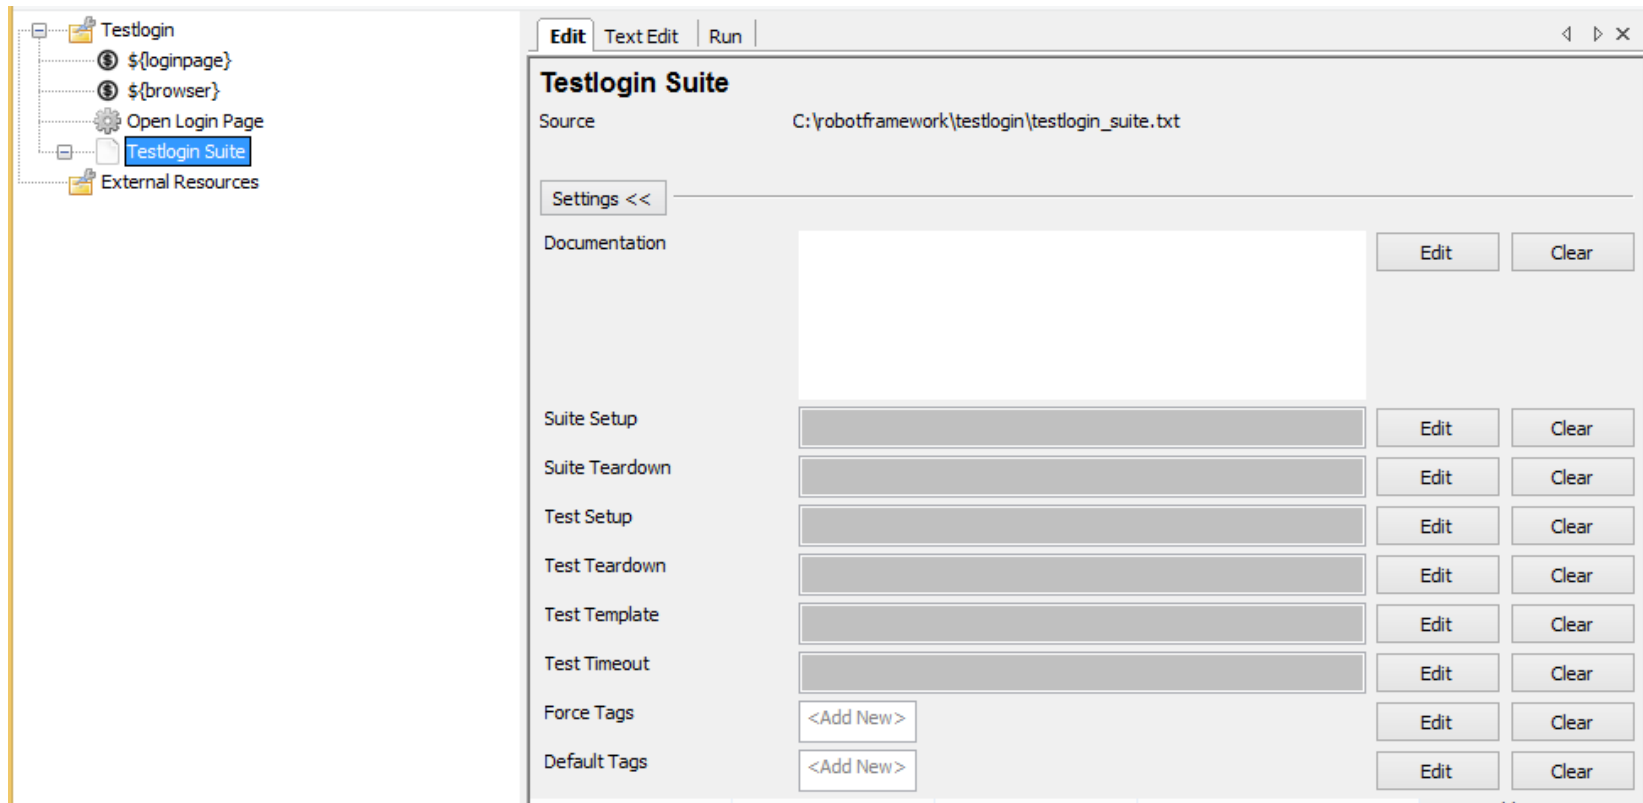 Testlogin
${loginpage}
${browser}
Open Login Page
Testlogin Suite
External Resources
Edit Text Edit Run
Testlogin Suite
Source C:\robotframework\testlogin\testlogin_suite.txt
Settings <<
Documentation Edit Clear
Suite Setup Edit Clear
Suite Teardown Edit Clear
Test Setup Edit Clear
Test Teardown Edit Clear
Test Template Edit Clear
Test Timeout Edit Clear
Force Tags <Add New> Edit Clear
Default Tags <Add New> Edit Clear